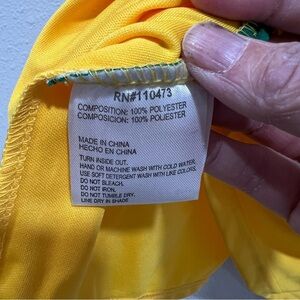 RN#110473
COMPOSITION: 100% POLYESTER
COMPOSICION: 100% POLIESTER
MADE IN CHINA
HECHO EN CHINA
TURN INSIDE OUT.
HAND OR MACHINE WASH WITH COLD WATER,
USE SOFT DETERGENT WASH WITH LIKE COLORS.
DO NOT BLEACH.
DO NOT IRON.
DO NOT TUMBLE DRY.
LINE DRY IN SHADE